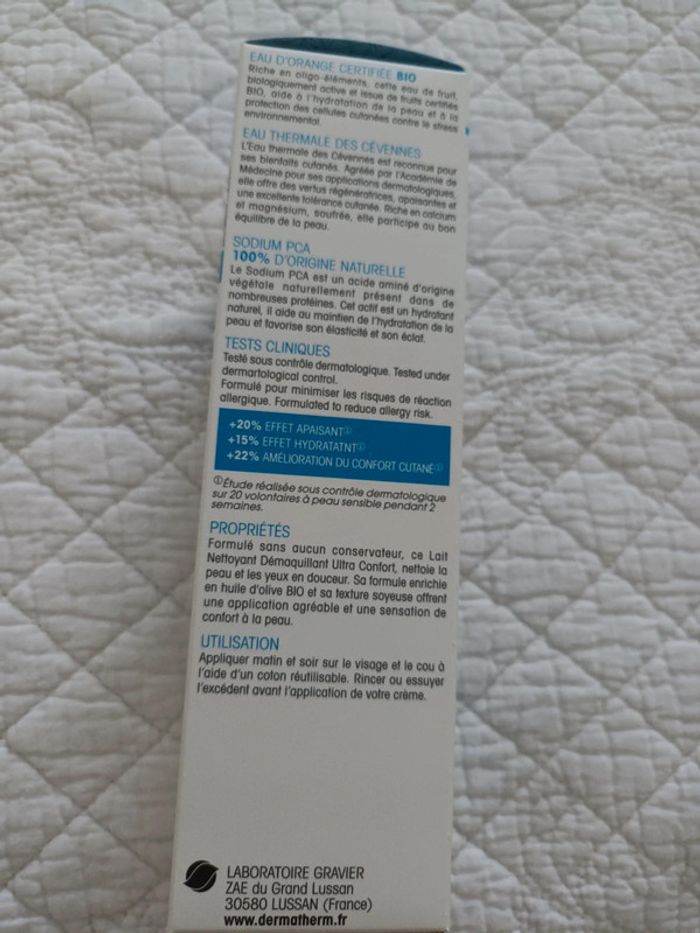 EAU D'ORANGE CERTIFIÉE BIO
Riche en oligo-éléments, cette eau de fruit,
biologiquement active et issue de fruits certifiés
BIO, aide à l'hydratation de la peau et à la
protection des cellules cutanées contre le stress
environnemental.
EAU THERMALE DES CÉVENNES
L'Eau thermale des Cévennes est reconnue pour
ses bienfaits cutanés. Agréée par l'Académie de
Médecine pour ses applications dermatologiques,
elle offre des vertus régénératrices, apaisantes et
une excellente tolérance cutanée. Riche en calcium
et magnésium, soufrée, elle participe au bon
équilibre de la peau.
SODIUM PCA
100% D'ORIGINE NATURELLE
Le Sodium PCA est un acide aminé d'origine
végétale naturellement présent dans de
nombreuses protéines. Cet actif est un hydratant
naturel, il aide au maintien de l'hydratation de la
peau et favorise son élasticité et son éclat.
TESTS CLINIQUES
Testé sous contrôle dermatologique. Tested under
dermartological control.
Formulé pour minimiser les risques de réaction
allergique. Formulated to reduce allergy risk.
+20% EFFET APAISANT①
+15% EFFET HYDRATATNT①
+22% AMÉLIORATION DU CONFORT CUTANÉ①
①Étude réalisée sous contrôle dermatologique
sur 20 volontaires à peau sensible pendant 2
semaines.
PROPRIÉTÉS
Formulé sans aucun conservateur, ce Lait
Nettoyant Démaquillant Ultra Confort, nettoie la
peau et les yeux en douceur. Sa formule enrichie
en huile d'olive BIO et sa texture soyeuse offrent
une application agréable et une sensation de
confort à la peau.
UTILISATION
Appliquer matin et soir sur le visage et le cou à
l'aide d'un coton réutilisable. Rincer ou essuyer
l'excédent avant l'application de votre crème.
LABORATOIRE GRAVIER
ZAE du Grand Lussan
30580 LUSSAN (France)
www.dermatherm.fr